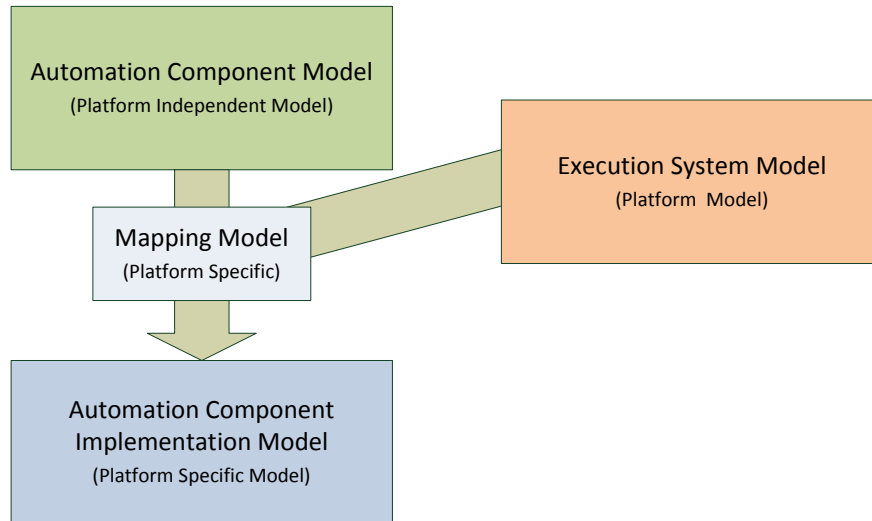 Automation Component Model
(Platform Independent Model)
Execution System Model
(Platform Model)
Mapping Model
(Platform Specific)
Automation Component
Implementation Model
(Platform Specific Model)